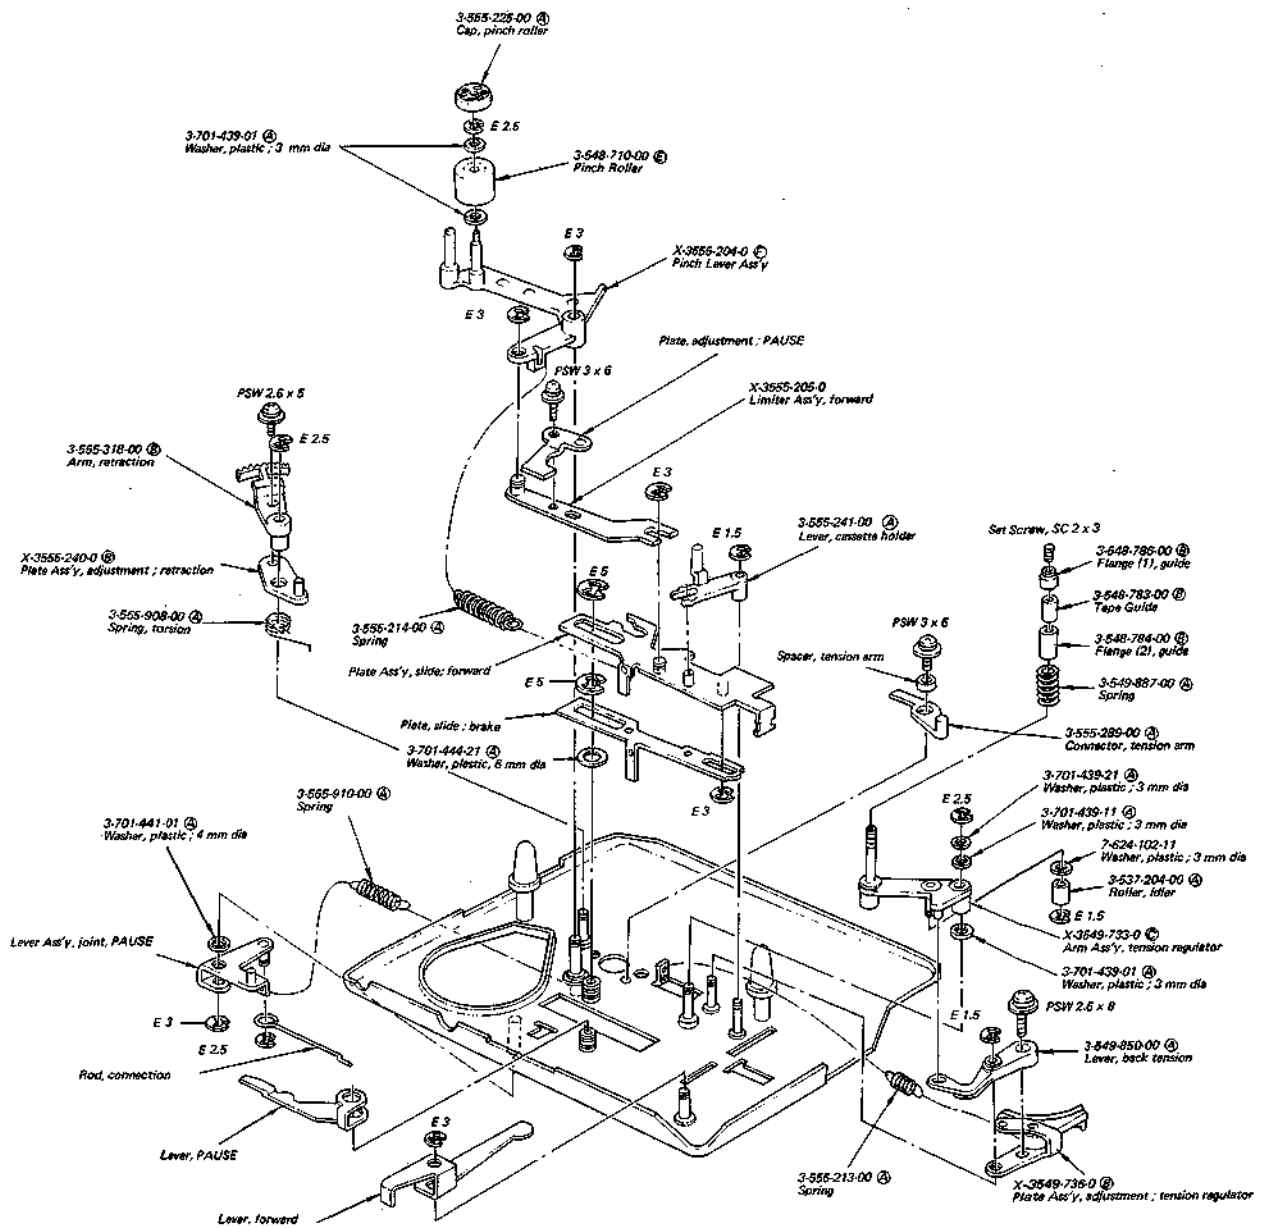 3-555-225-00 Ⓐ
Cap, pinch roller
E 2.5
3-701-439-01 Ⓐ
Washer, plastic ; 3 mm dia
3-548-710-00 Ⓔ
Pinch Roller
E 3
X-3555-204-0 Ⓕ
Pinch Lever Ass'y
E 3
Plate, adjustment ; PAUSE
PSW 3 x 6
PSW 2.6 x 5
X-3555-205-0
Limiter Ass'y, forward
E 2.5
3-555-318-00 Ⓑ
Arm, retraction
E 3
3-555-241-00 Ⓐ
Lever, cassette holder
E 1.5
Set Screw, SC 2 x 3
3-548-786-00 Ⓑ
Flange (1), guide
X-3555-240-0 Ⓑ
Plate Ass'y, adjustment ; retraction
E 5
3-548-783-00 Ⓑ
Tape Guide
3-555-908-00 Ⓐ
Spring, torsion
3-555-214-00 Ⓐ
Spring
PSW 3 x 6
3-548-784-00 Ⓑ
Flange (2), guide
Spacer, tension arm
Plate Ass'y, slide; forward
E 5
3-549-887-00 Ⓐ
Spring
Plate, slide ; brake
3-555-289-00 Ⓐ
Connector, tension arm
3-701-444-21 Ⓐ
Washer, plastic, 6 mm dia
3-701-439-21 Ⓐ
Washer, plastic ; 3 mm dia
3-555-910-00 Ⓐ
Spring
E 3
E 2.5
3-701-439-11 Ⓐ
Washer, plastic ; 3 mm dia
3-701-441-01 Ⓐ
Washer, plastic ; 4 mm dia
7-624-102-11
Washer, plastic ; 3 mm dia
3-537-204-00 Ⓐ
Roller, idler
E 1.5
Lever Ass'y, joint, PAUSE
X-3549-733-0 Ⓒ
Arm Ass'y, tension regulator
3-701-439-01 Ⓐ
Washer, plastic ; 3 mm dia
E 3
E 1.5
PSW 2.6 x 8
E 2.5
3-549-850-00 Ⓐ
Lever, back tension
Rod, connection
E 3
Lever, PAUSE
3-555-213-00 Ⓐ
Spring
X-3549-736-0 Ⓑ
Plate Ass'y, adjustment ; tension regulator
Lever, forward